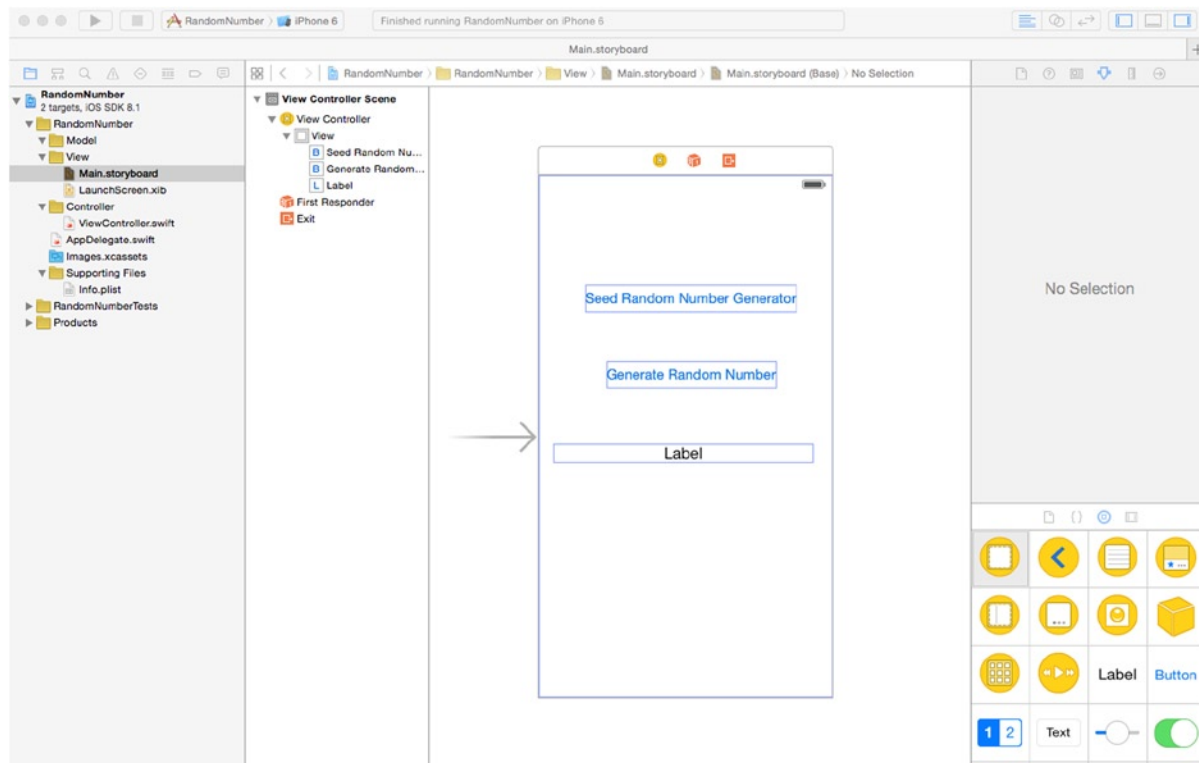 RandomNumber
iPhone 6
Finished running RandomNumber on iPhone 6
Main.storyboard
RandomNumber
RandomNumber
View
Main.storyboard
Main.storyboard (Base)
No Selection
RandomNumber
2 targets, iOS SDK 8.1
RandomNumber
Model
View
Main.storyboard
LaunchScreen.xib
Controller
ViewController.swift
AppDelegate.swift
Images.xcassets
Supporting Files
Info.plist
RandomNumberTests
Products
View Controller Scene
View Controller
View
B Seed Random Nu...
B Generate Random...
L Label
First Responder
Exit
Seed Random Number Generator
Generate Random Number
Label
No Selection
Label
Button
1 2
Text